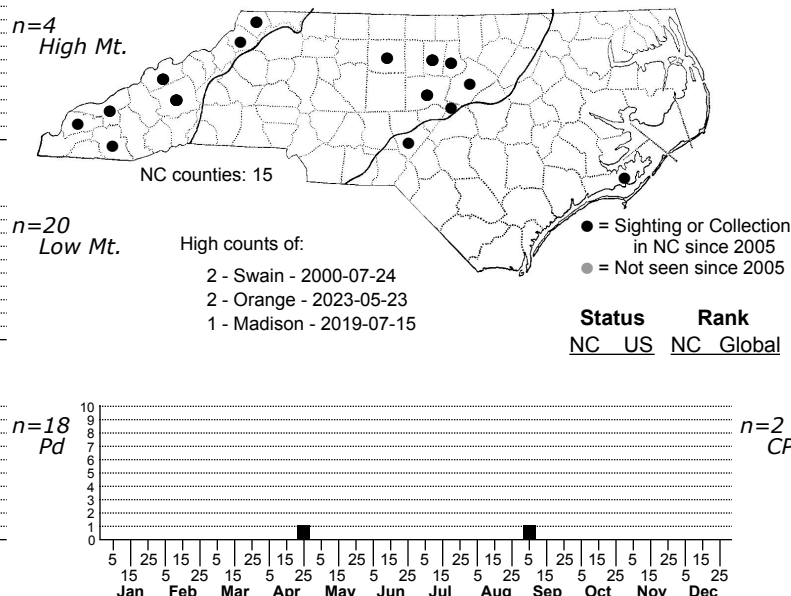 n=4
High Mt.
NC counties: 15
n=20
Low Mt.
High counts of:
2 - Swain - 2000-07-24
2 - Orange - 2023-05-23
1 - Madison - 2019-07-15
● = Sighting or Collection
in NC since 2005
● = Not seen since 2005
Status Rank
NC US NC Global
n=18
Pd
10
9
8
7
6
5
4
3
2
1
0
n=2
CP
5 25 15 5 25 15 5 25 15 5 25 15 5 25 15 5 25 15
15 5 25 15 5 25 15 5 25 15 5 25 15 5 25 15 5 25
Jan Feb Mar Apr May Jun Jul Aug Sep Oct Nov Dec